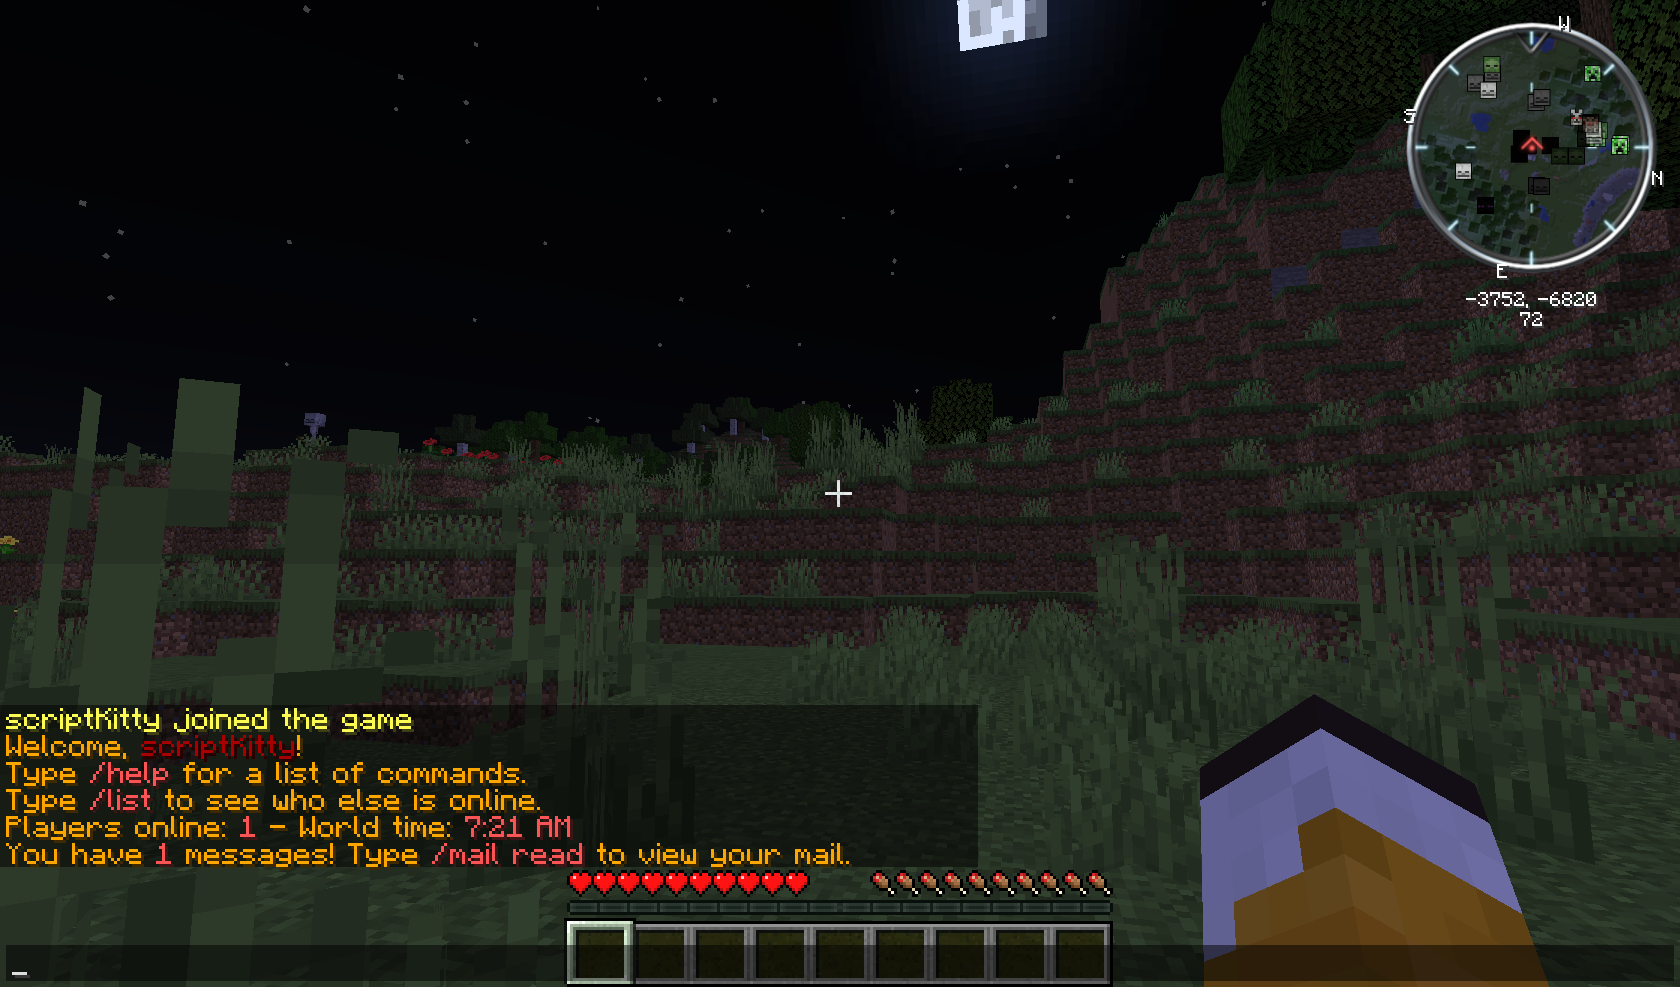 W
S
N
E
-3752, -6820
72
scriptKitty joined the game
Welcome, scriptKitty!
Type /help for a list of commands.
Type /list to see who else is online.
Players online: 1 - World time: 7:21 AM
You have 1 messages! Type /mail read to view your mail.
_